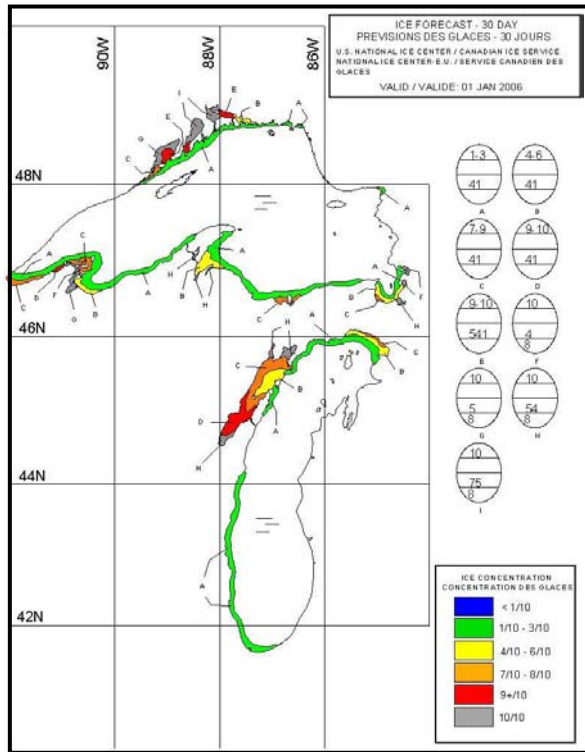 90W
88W
86W
ICE FORECAST - 30 DAY
PREVISIONS DES GLACES - 30 JOURS
U.S. NATIONAL ICE CENTER / CANADIAN ICE SERVICE
NATIONAL ICE CENTER-E.U. / SERVICE CANADIEN DES
GLACES
VALID / VALIDE: 01 JAN 2006
I
E
B
A
E
G
C
A
48N
A
A
C
A
D
F
G
B
A
H
B
H
A
C
D
C
A
F
H
46N
A
H
C
B
A
C
B
D
H
44N
A
42N
1-3
41
A
4-6
41
B
7-9
41
C
9-10
41
D
9-10
541
E
10
4
8
F
10
5
8
G
10
54
8
H
10
75
8
I
ICE CONCENTRATION
CONCENTRATION DES GLACES
< 1/10
1/10 - 3/10
4/10 - 6/10
7/10 - 8/10
9+/10
10/10